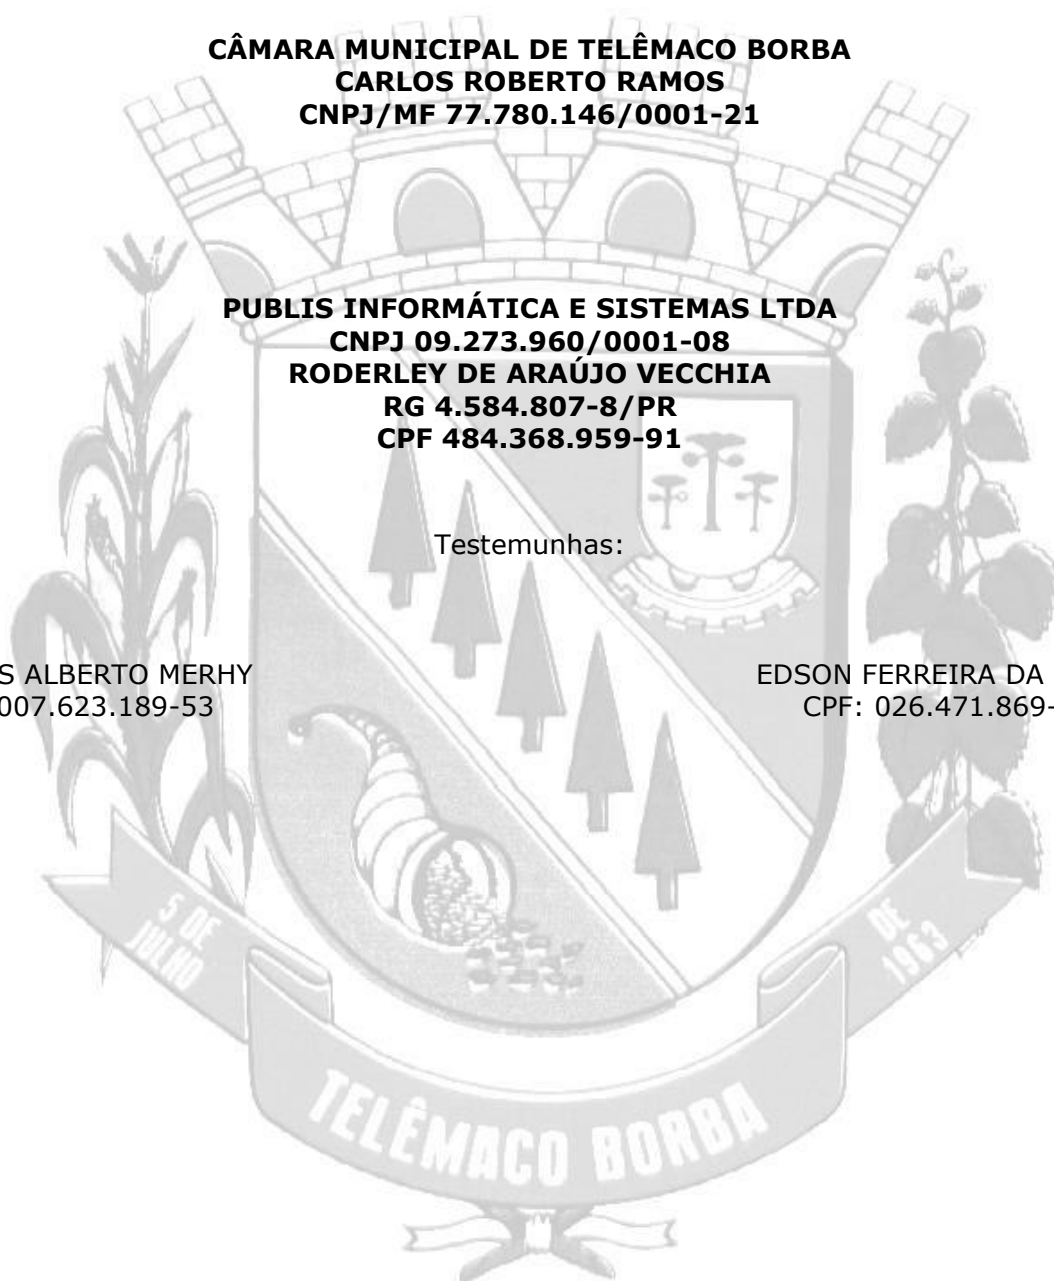 CÂMARA MUNICIPAL DE TELÊMACO BORBA
CARLOS ROBERTO RAMOS
CNPJ/MF 77.780.146/0001-21
PUBLIS INFORMÁTICA E SISTEMAS LTDA
CNPJ 09.273.960/0001-08
RODERLEY DE ARAÚJO VECCHIA
RG 4.584.807-8/PR
CPF 484.368.959-91
Testemunhas:
S ALBERTO MERHY
007.623.189-53
EDSON FERREIRA DA
CPF: 026.471.869-
5 DE
JULHO
DE
1963
TELÊMACO BORBA